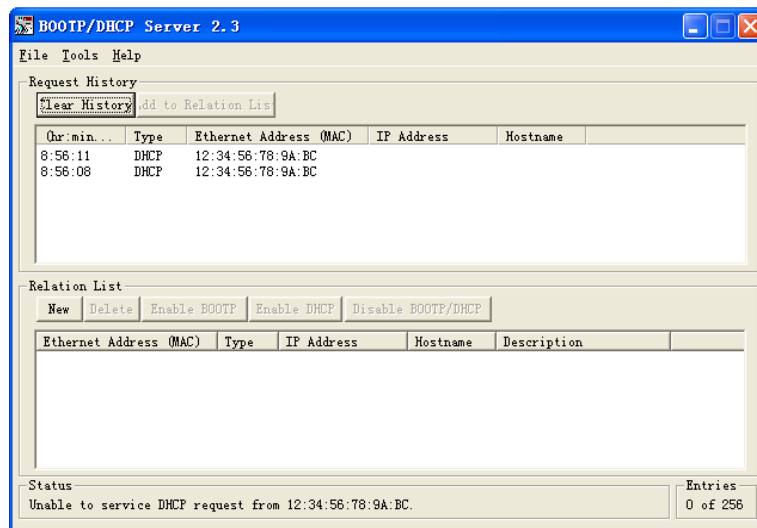 BOOTP/DHCP Server 2.3
File Tools Help
Request History
Clear History dd to Relation Lis
(hr:min... Type Ethernet Address (MAC) IP Address Hostname
8:56:11 DHCP 12:34:56:78:9A:BC
8:56:08 DHCP 12:34:56:78:9A:BC
Relation List
New Delete Enable BOOTP Enable DHCP Disable BOOTP/DHCP
Ethernet Address (MAC) Type IP Address Hostname Description
Status Entries
Unable to service DHCP request from 12:34:56:78:9A:BC. 0 of 256